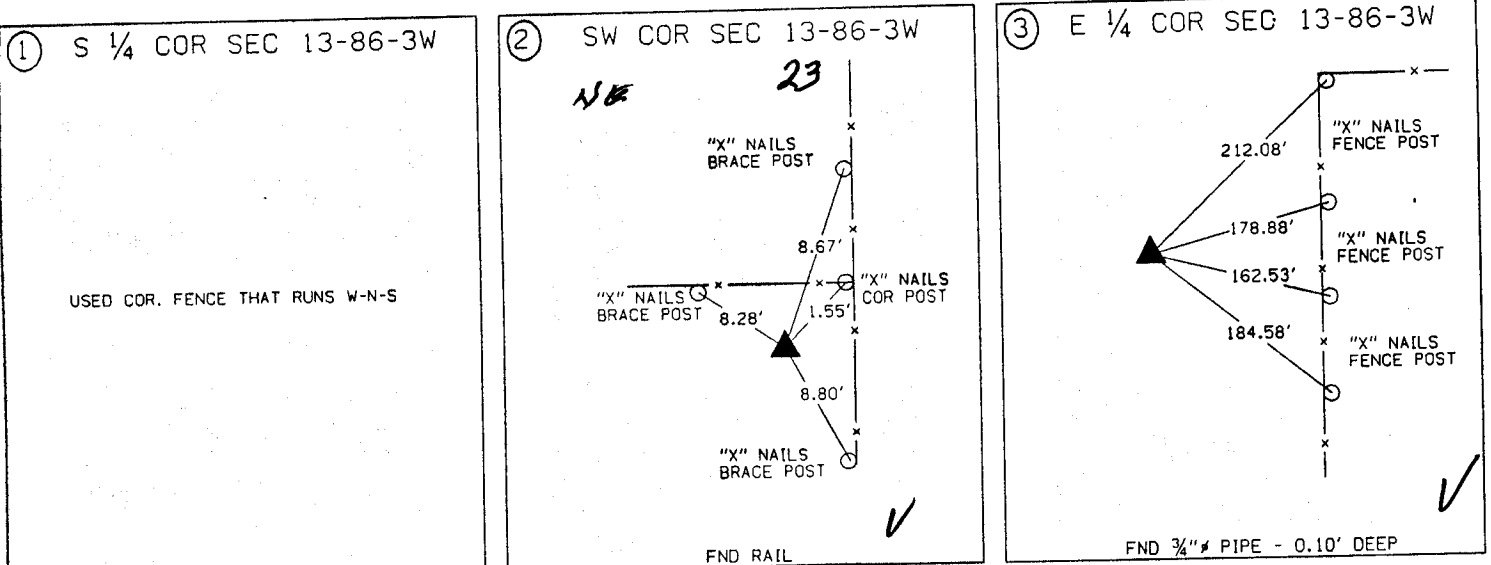 ① S ¼ COR SEC 13-86-3W
USED COR. FENCE THAT RUNS W-N-S
② SW COR SEC 13-86-3W
NE 23
"X" NAILS
BRACE POST
8.67'
"X" NAILS
COR POST
"X" NAILS
BRACE POST
8.28'
1.55'
8.80'
"X" NAILS
BRACE POST
FND RAIL
③ E ¼ COR SEC 13-86-3W
"X" NAILS
FENCE POST
212.08'
178.88'
"X" NAILS
FENCE POST
162.53'
184.58'
"X" NAILS
FENCE POST
FND ¾"ø PIPE - 0.10' DEEP